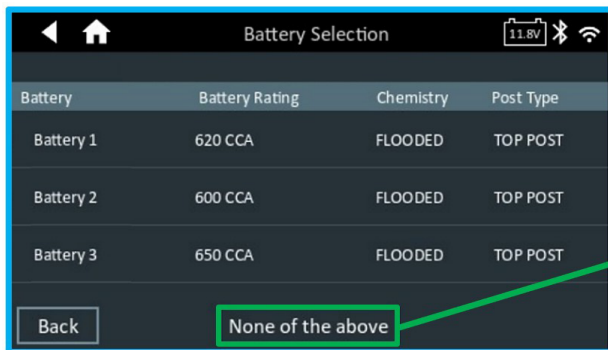 Battery Selection 11.8V
Battery Battery Rating Chemistry Post Type
Battery 1 620 CCA FLOODED TOP POST
Battery 2 600 CCA FLOODED TOP POST
Battery 3 650 CCA FLOODED TOP POST
Back None of the above